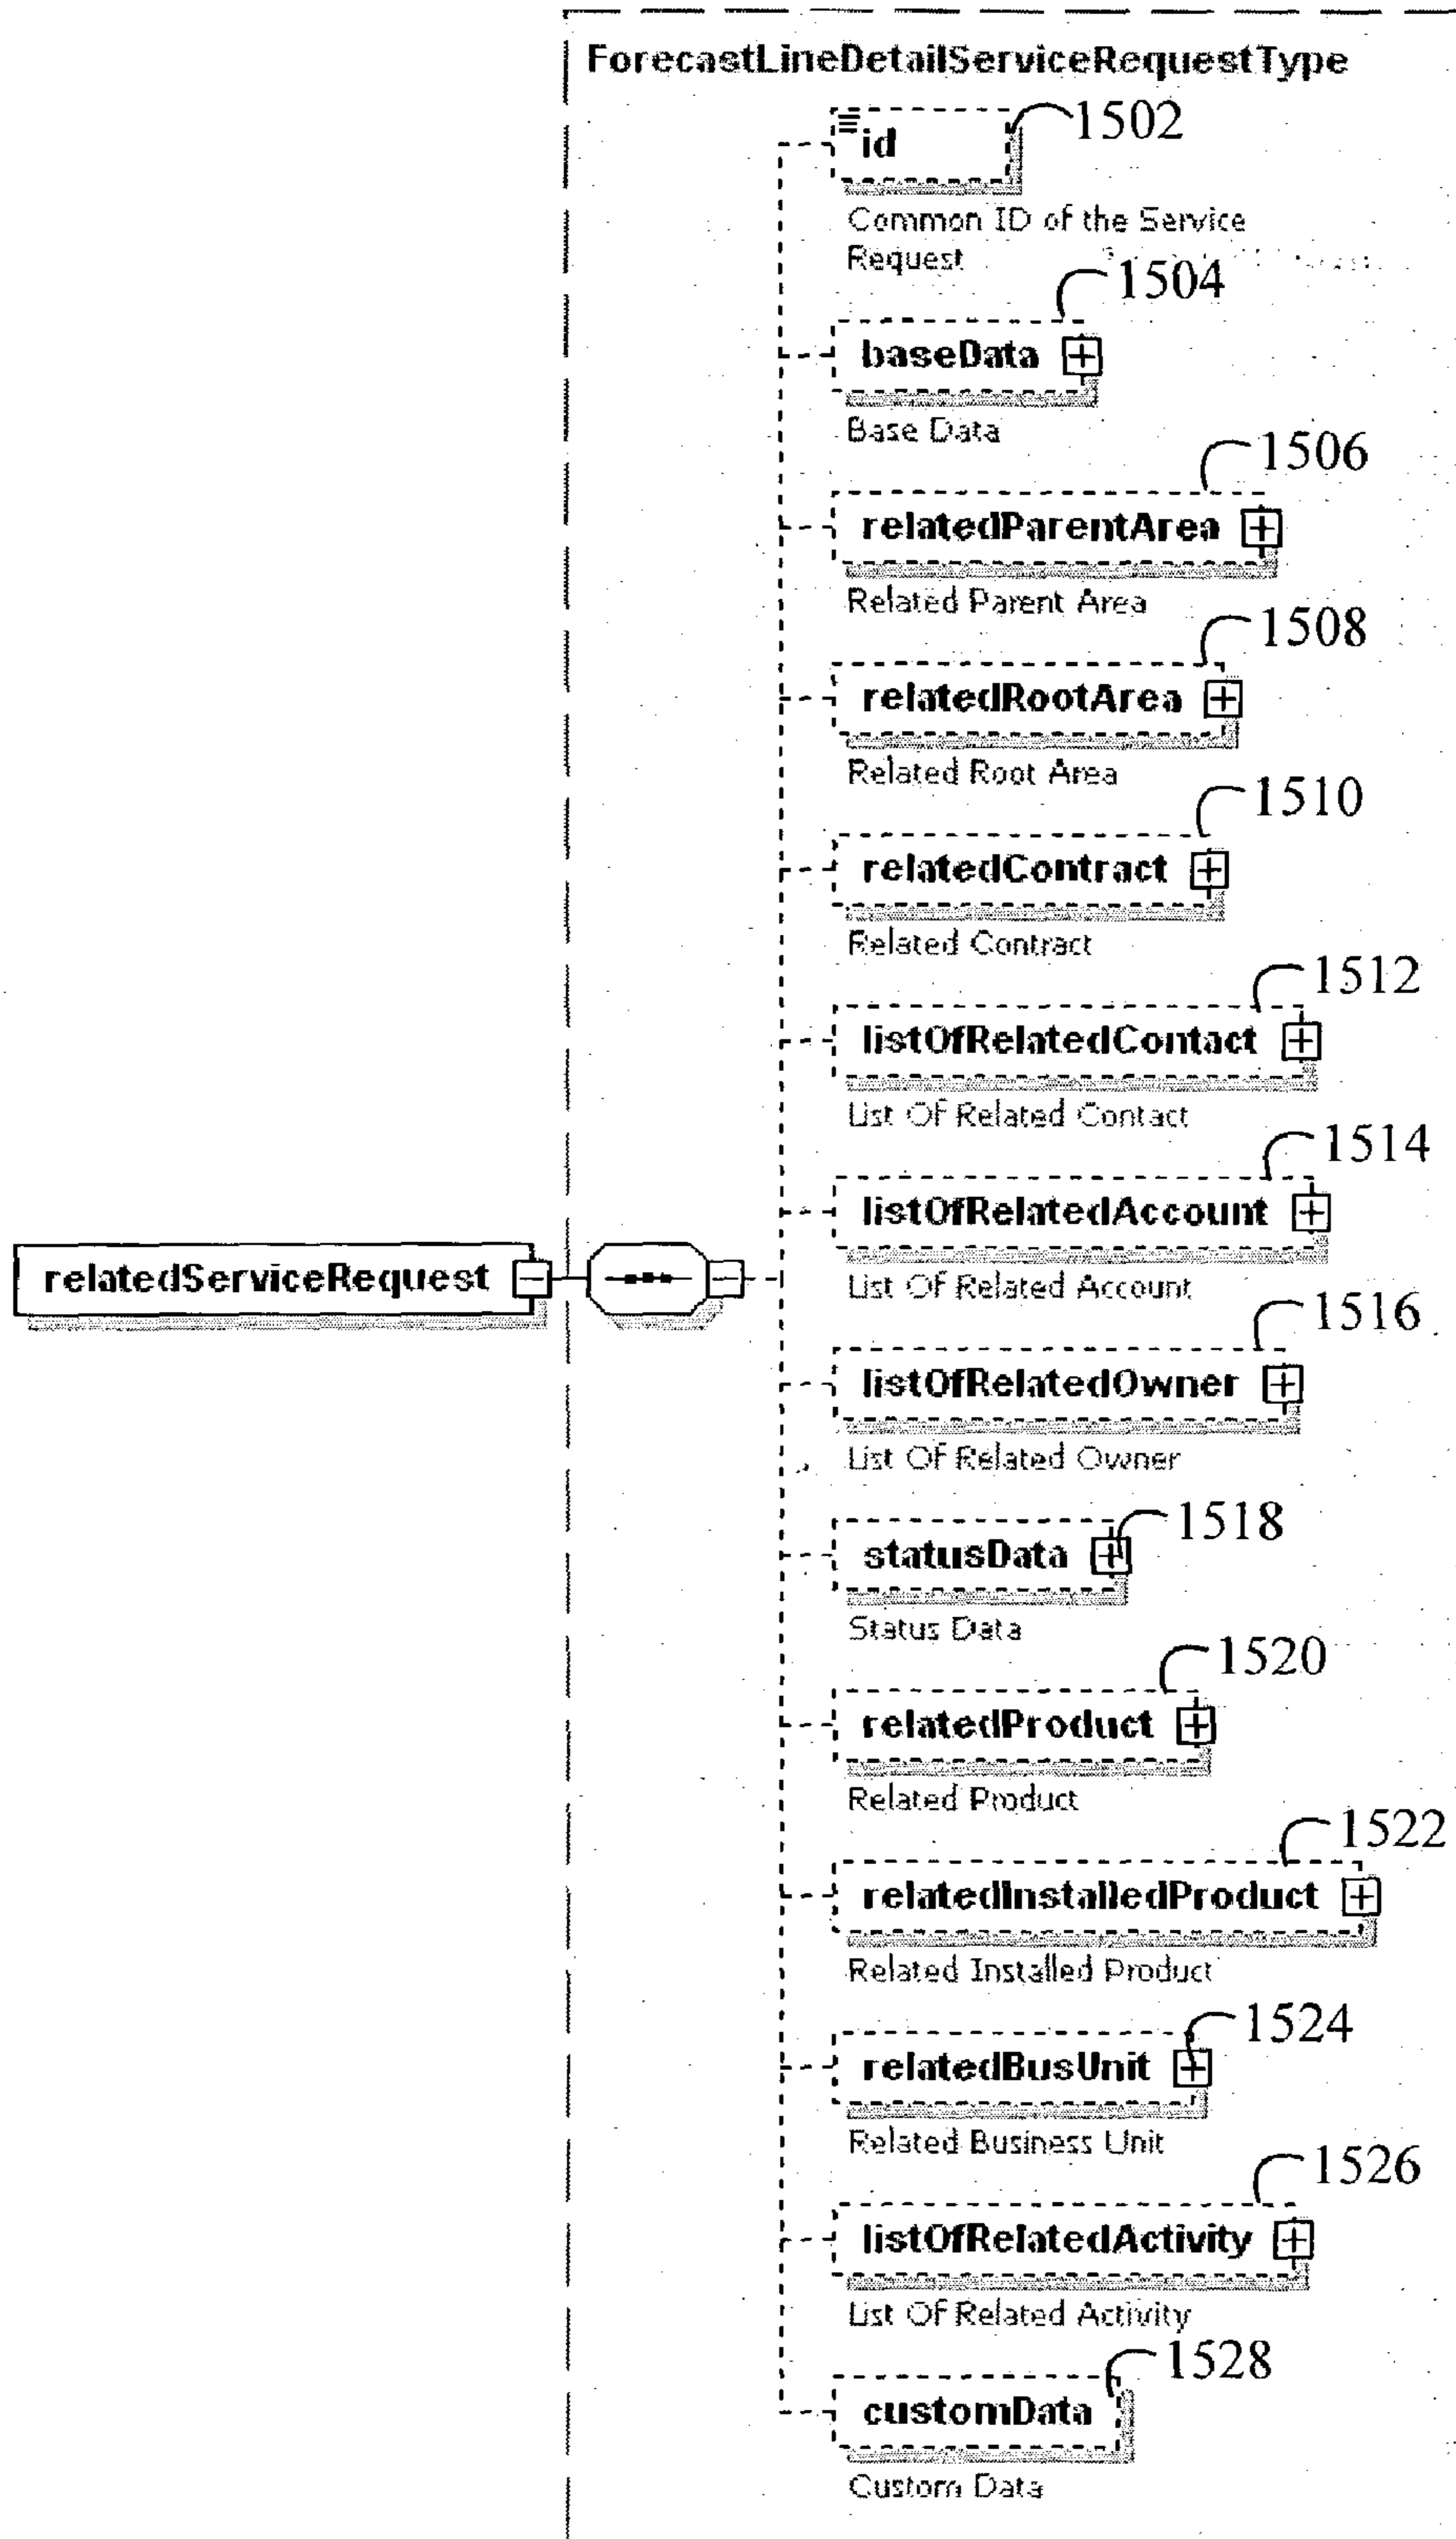 ForecastLineDetailServiceRequestType
id
1502
Common ID of the Service
Request
1504
baseData
Base Data
1506
relatedParentArea
Related Parent Area
1508
relatedRootArea
Related Root Area
1510
relatedContract
Related Contract
1512
listOfRelatedContact
List Of Related Contact
1514
listOfRelatedAccount
List Of Related Account
relatedServiceRequest
1516
listOfRelatedOwner
List Of Related Owner
1518
statusData
Status Data
1520
relatedProduct
Related Product
1522
relatedInstalledProduct
Related Installed Product
1524
relatedBusUnit
Related Business Unit
1526
listOfRelatedActivity
List Of Related Activity
1528
customData
Custom Data